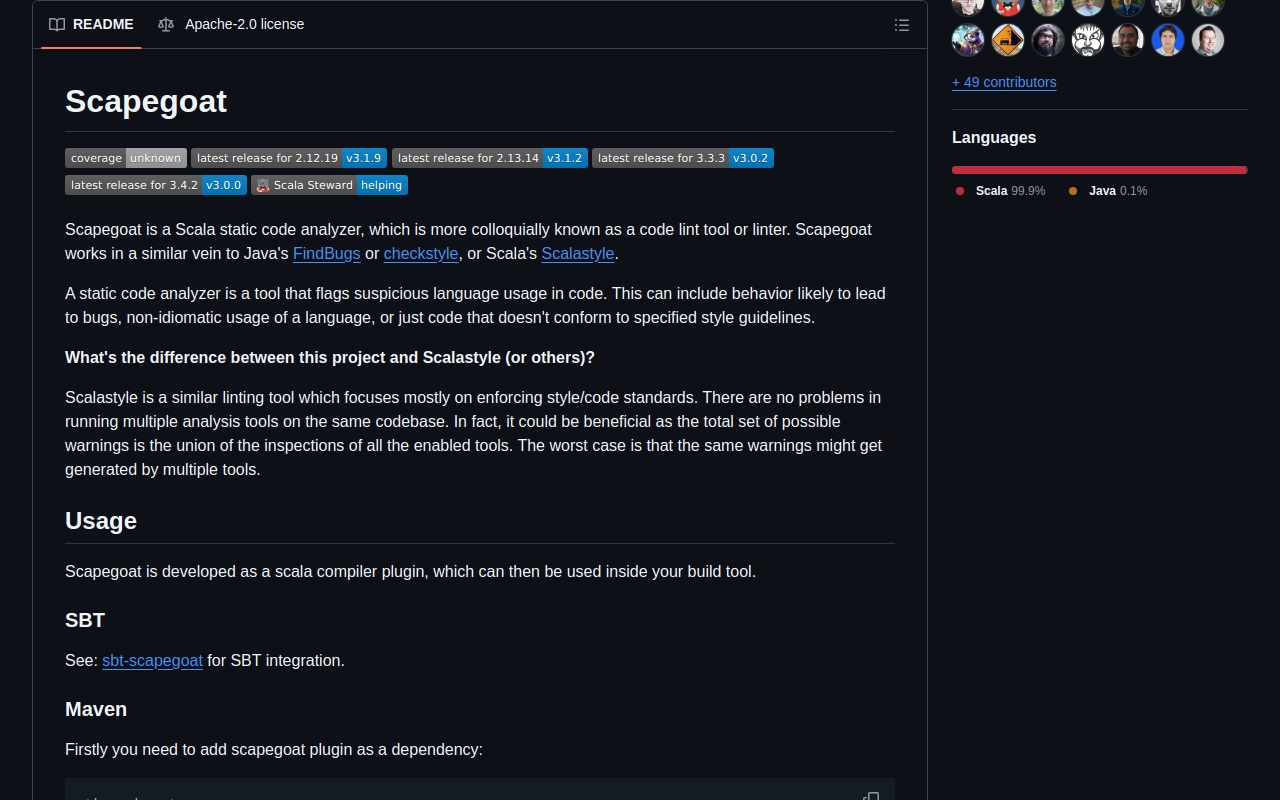 README
Apache-2.0 license
Scapegoat
coverage unknown
latest release for 2.12.19 v3.1.9
latest release for 2.13.14 v3.1.2
latest release for 3.3.3 v3.0.2
latest release for 3.4.2 v3.0.0
Scala Steward helping
Scapegoat is a Scala static code analyzer, which is more colloquially known as a code lint tool or linter. Scapegoat
works in a similar vein to Java's FindBugs or checkstyle, or Scala's Scalastyle.
A static code analyzer is a tool that flags suspicious language usage in code. This can include behavior likely to lead
to bugs, non-idiomatic usage of a language, or just code that doesn't conform to specified style guidelines.
What's the difference between this project and Scalastyle (or others)?
Scalastyle is a similar linting tool which focuses mostly on enforcing style/code standards. There are no problems in
running multiple analysis tools on the same codebase. In fact, it could be beneficial as the total set of possible
warnings is the union of the inspections of all the enabled tools. The worst case is that the same warnings might get
generated by multiple tools.
Usage
Scapegoat is developed as a scala compiler plugin, which can then be used inside your build tool.
SBT
See: sbt-scapegoat for SBT integration.
Maven
Firstly you need to add scapegoat plugin as a dependency:
+ 49 contributors
Languages
Scala 99.9%
Java 0.1%